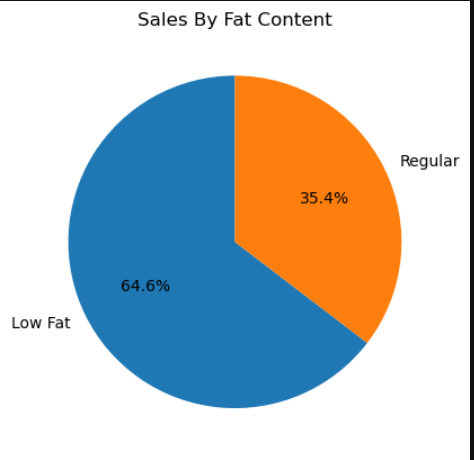 Sales By Fat Content
Regular
35.4%
64.6%
Low Fat